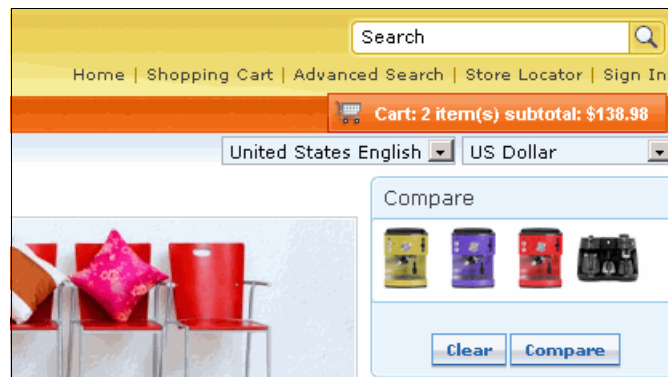 Search
Home | Shopping Cart | Advanced Search | Store Locator | Sign In
Cart: 2 item(s) subtotal: $138.98
United States English US Dollar
Compare
Clear Compare